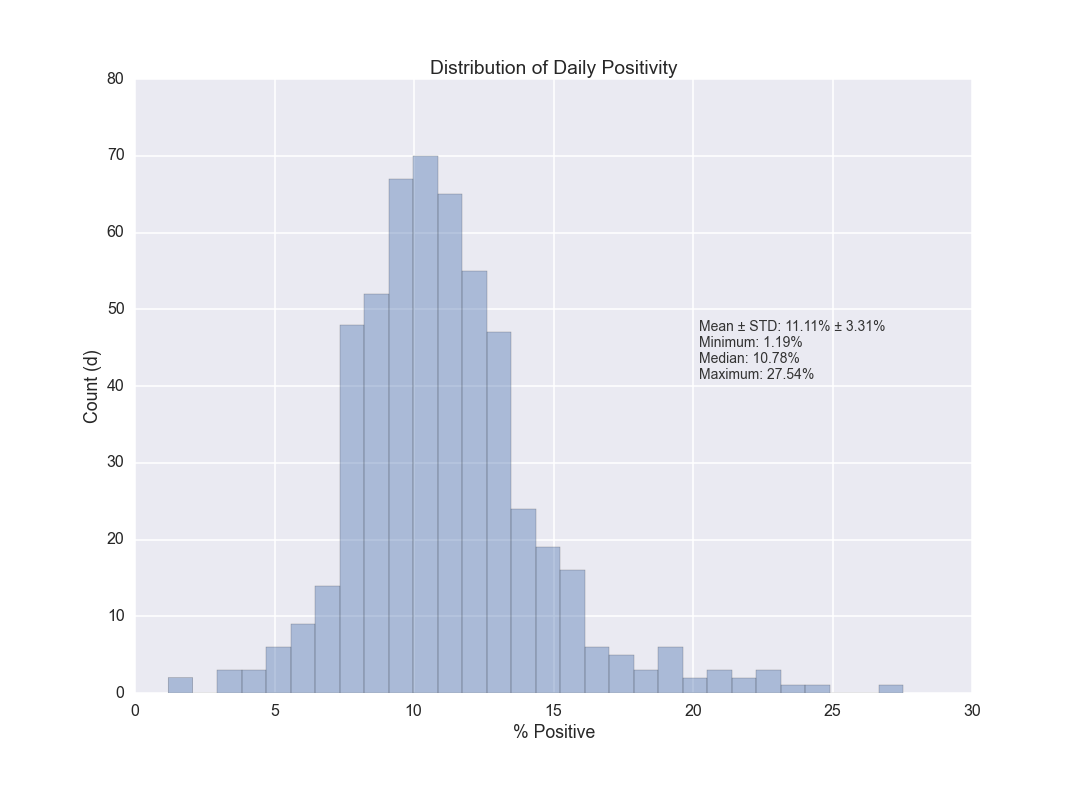 Distribution of Daily Positivity
80
70
60
50
40
30
20
10
0
Count (d)
Mean ± STD: 11.11% ± 3.31%
Minimum: 1.19%
Median: 10.78%
Maximum: 27.54%
0 5 10 15 20 25 30
% Positive